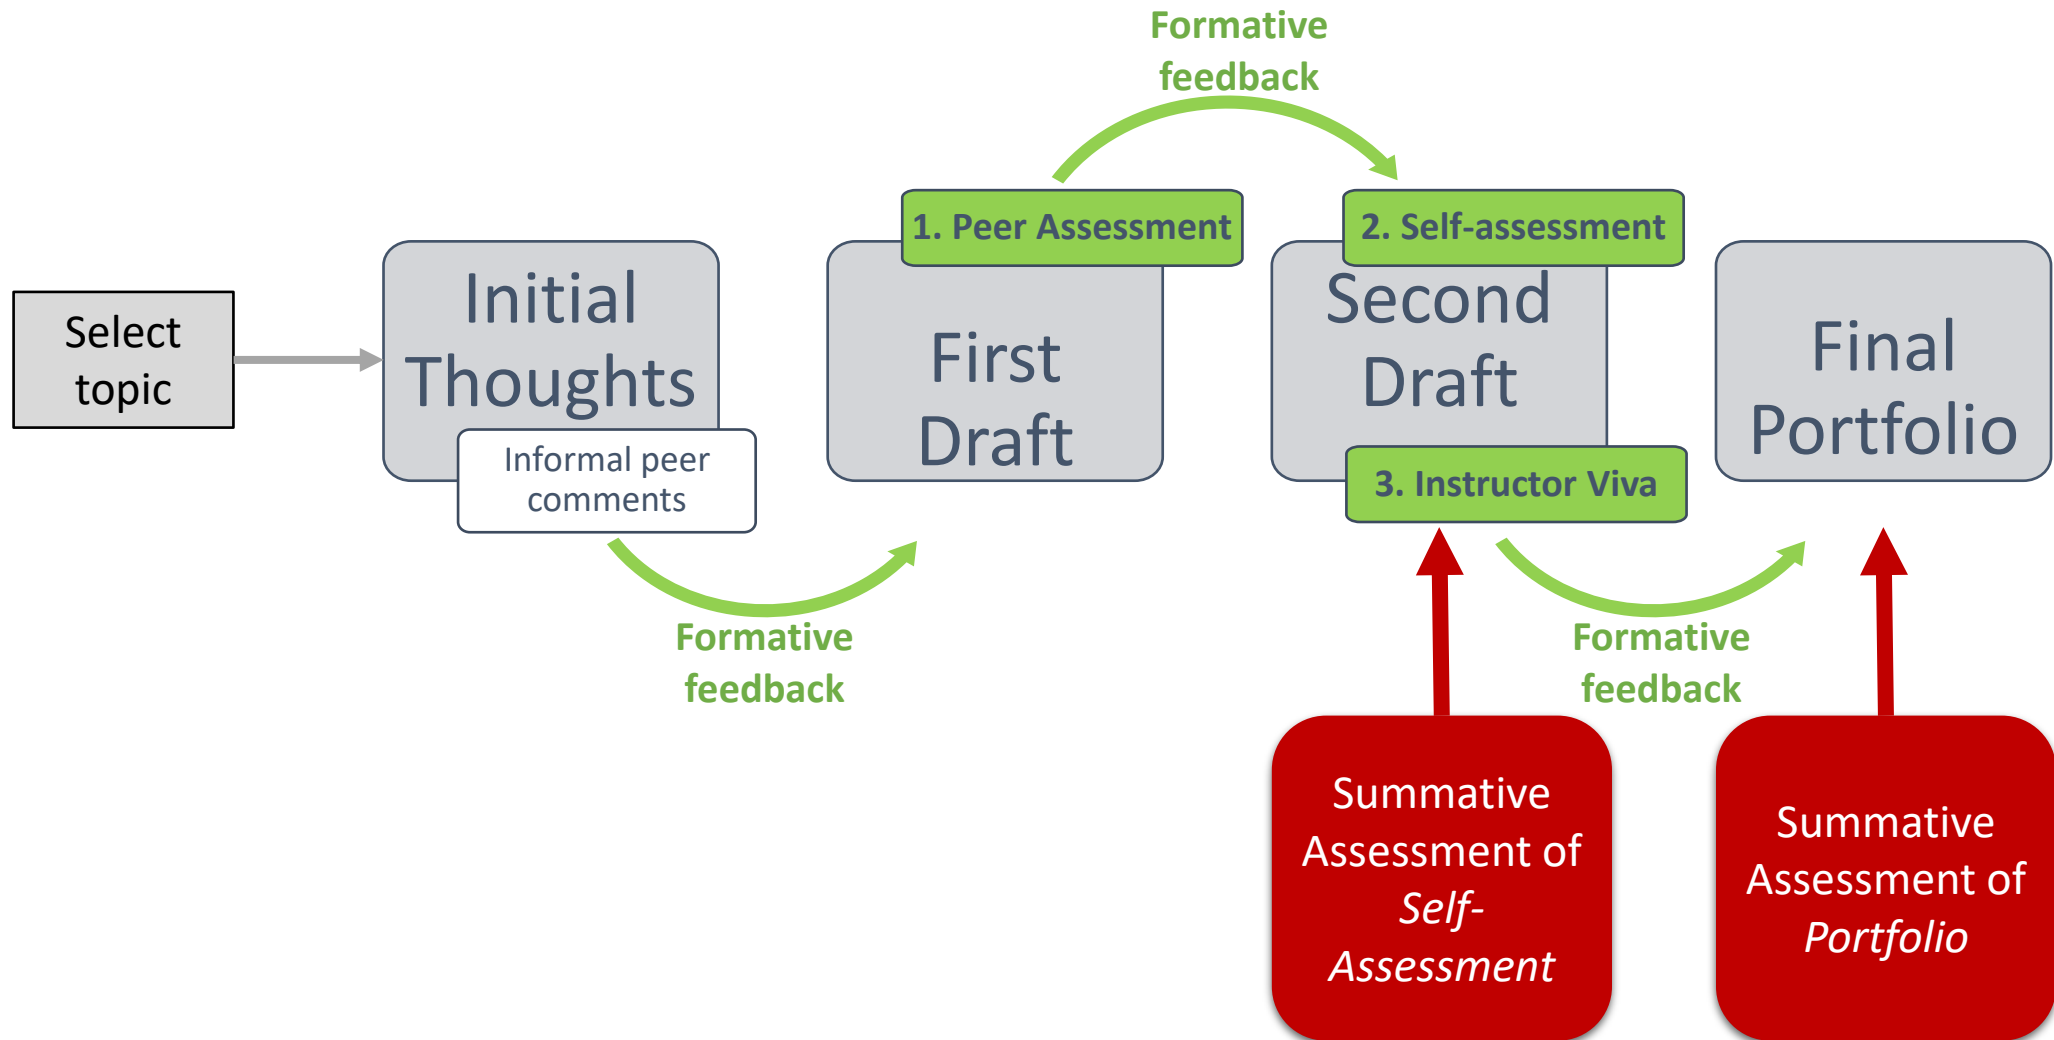 Formative
feedback
1. Peer Assessment
2. Self-assessment
Select
topic
Initial
Thoughts
Informal peer
comments
First
Draft
Second
Draft
3. Instructor Viva
Final
Portfolio
Formative
feedback
Formative
feedback
Summative
Assessment of
Self-
Assessment
Summative
Assessment of
Portfolio